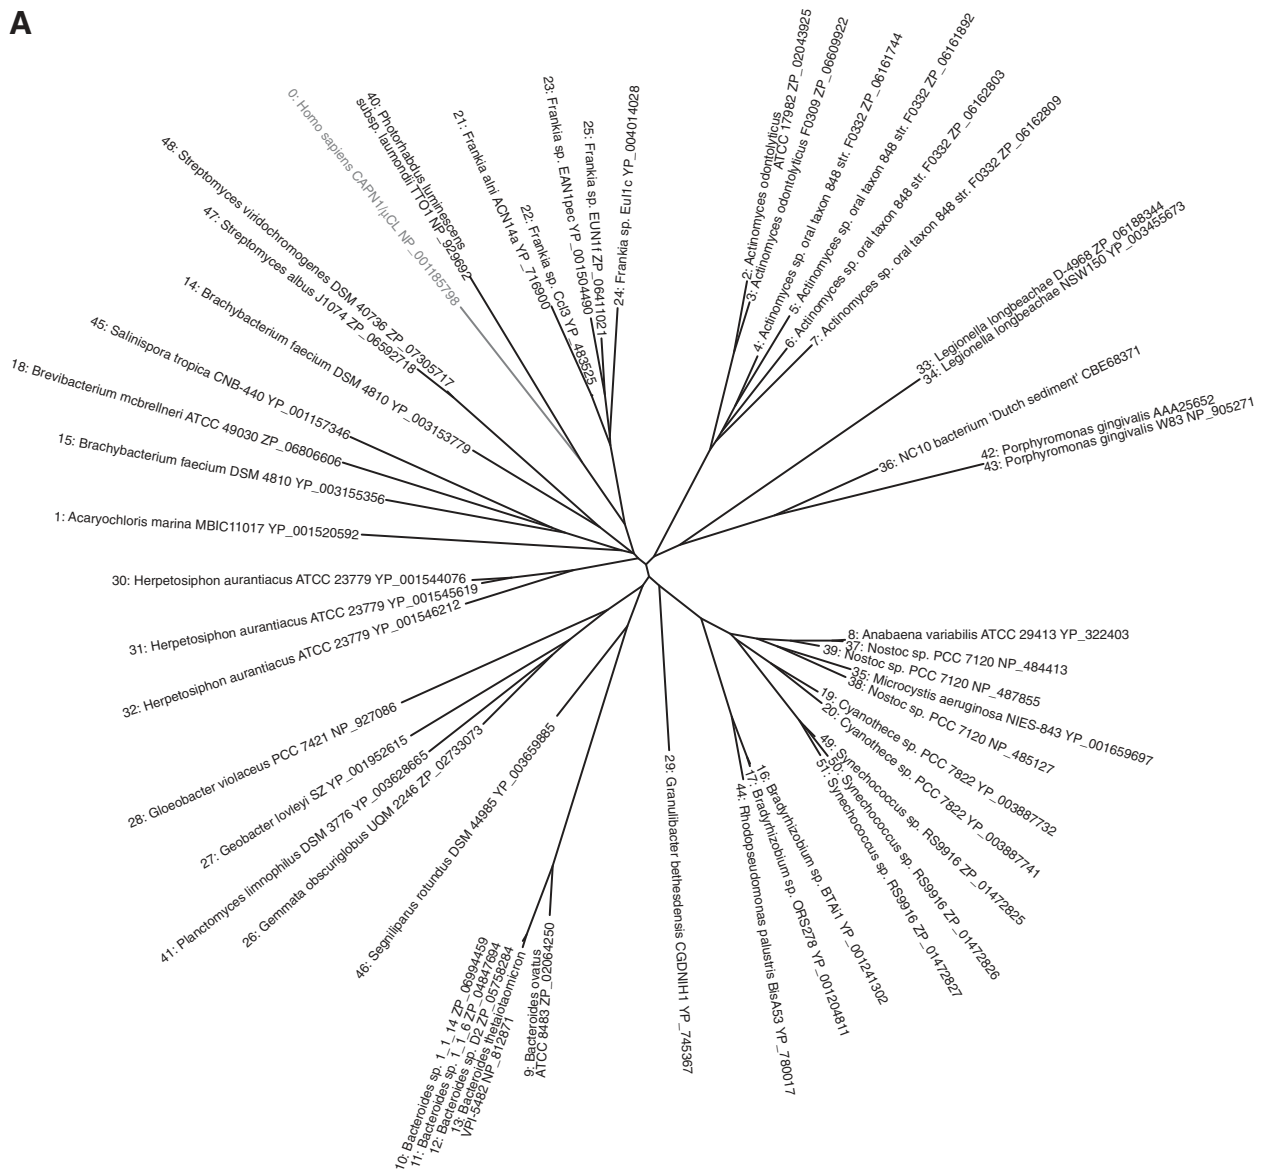 A
0: Homo sapiens CAPN1/µCL NP_001185798
40: Photorhabdus luminescens
subsp. laumondii TTO1 NP_929692
21: Frankia alni ACN14a YP_716900
22: Frankia sp. CcI3 YP_483525
23: Frankia sp. EAN1pec YP_001504490
25: Frankia sp. EUN1f ZP_06411021
24: Frankia sp. EuI1c YP_004014028
2: Actinomyces odontolyticus
ATCC 17982 ZP_02043925
3: Actinomyces odontolyticus F0309 ZP_06609922
4: Actinomyces sp. oral taxon 848 str. F0332 ZP_06161744
5: Actinomyces sp. oral taxon 848 str. F0332 ZP_06161892
6: Actinomyces sp. oral taxon 848 str. F0332 ZP_06162803
7: Actinomyces sp. oral taxon 848 str. F0332 ZP_06162809
33: Legionella longbeachae D-4968 ZP_06188344
34: Legionella longbeachae NSW150 YP_003455673
36: NC10 bacterium 'Dutch sediment' CBE68371
42: Porphyromonas gingivalis AAA25652
43: Porphyromonas gingivalis W83 NP_905271
8: Anabaena variabilis ATCC 29413 YP_322403
37: Nostoc sp. PCC 7120 NP_484413
39: Nostoc sp. PCC 7120 NP_487855
35: Microcystis aeruginosa NIES-843 YP_001659697
38: Nostoc sp. PCC 7120 NP_485127
19: Cyanothece sp. PCC 7822 YP_003887732
20: Cyanothece sp. PCC 7822 YP_003887741
49: Synechococcus sp. RS9916 ZP_01472825
50: Synechococcus sp. RS9916 ZP_01472826
51: Synechococcus sp. RS9916 ZP_01472827
16: Bradyrhizobium sp. BTAi1 YP_001241302
17: Bradyrhizobium sp. ORS278 YP_001204811
44: Rhodopseudomonas palustris BisA53 YP_780017
29: Granulibacter bethesdensis CGDNIH1 YP_745367
9: Bacteroides ovatus
ATCC 8483 ZP_02064250
13: Bacteroides thetaiotaomicron
VPI-5482 NP_812871
12: Bacteroides sp. D2 ZP_05758284
11: Bacteroides sp. 1_1_6 ZP_04847694
10: Bacteroides sp. 1_1_14 ZP_06994459
46: Segniliparus rotundus DSM 44985 YP_003659885
26: Gemmata obscuriglobus UQM 2246 ZP_02733073
41: Planctomyces limnophilus DSM 3776 YP_003628665
27: Geobacter lovleyi SZ YP_001952615
28: Gloeobacter violaceus PCC 7421 NP_927086
32: Herpetosiphon aurantiacus ATCC 23779 YP_001546212
31: Herpetosiphon aurantiacus ATCC 23779 YP_001545619
30: Herpetosiphon aurantiacus ATCC 23779 YP_001544076
1: Acaryochloris marina MBIC11017 YP_001520592
15: Brachybacterium faecium DSM 4810 YP_003155356
18: Brevibacterium mcbrellneri ATCC 49030 ZP_06806606
45: Salinispora tropica CNB-440 YP_001157346
14: Brachybacterium faecium DSM 4810 YP_003153779
47: Streptomyces albus J1074 ZP_06592718
48: Streptomyces viridochromogenes DSM 40736 ZP_07305717